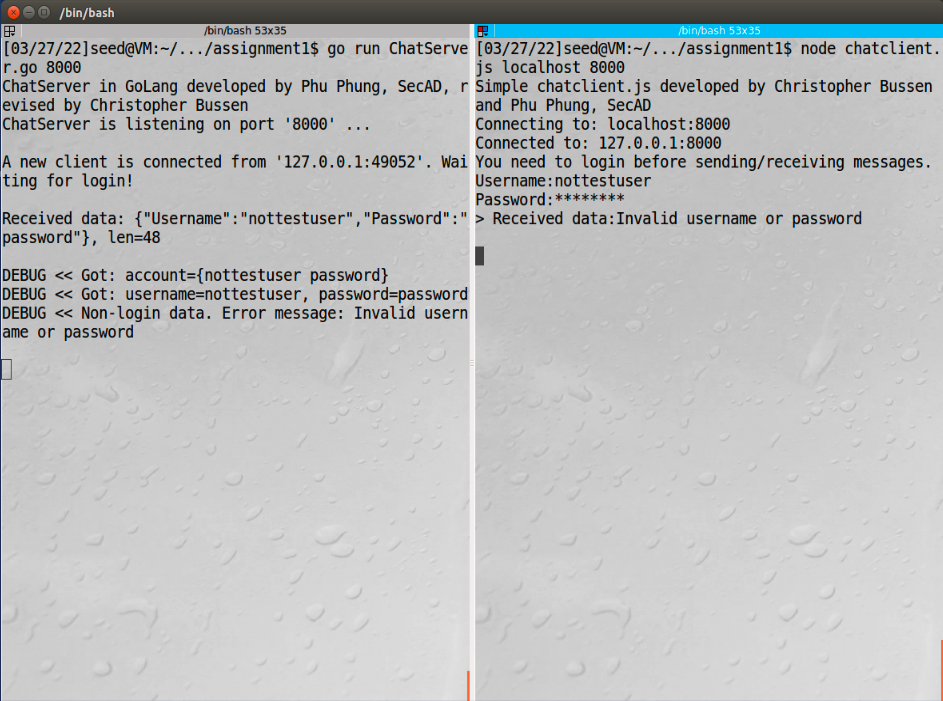 /bin/bash
/bin/bash 53x35
[03/27/22]seed@VM:~/.../assignment1$ go run ChatServe
r.go 8000
ChatServer in GoLang developed by Phu Phung, SecAD, r
evised by Christopher Bussen
ChatServer is listening on port '8000' ...
A new client is connected from '127.0.0.1:49052'. Wai
ting for login!
Received data: {"Username":"nottestuser","Password":"
password"}, len=48
DEBUG << Got: account={nottestuser password}
DEBUG << Got: username=nottestuser, password=password
DEBUG << Non-login data. Error message: Invalid usern
ame or password
/bin/bash 53x35
[03/27/22]seed@VM:~/.../assignment1$ node chatclient.
js localhost 8000
Simple chatclient.js developed by Christopher Bussen
and Phu Phung, SecAD
Connecting to: localhost:8000
Connected to: 127.0.0.1:8000
You need to login before sending/receiving messages.
Username:nottestuser
Password:********
> Received data:Invalid username or password